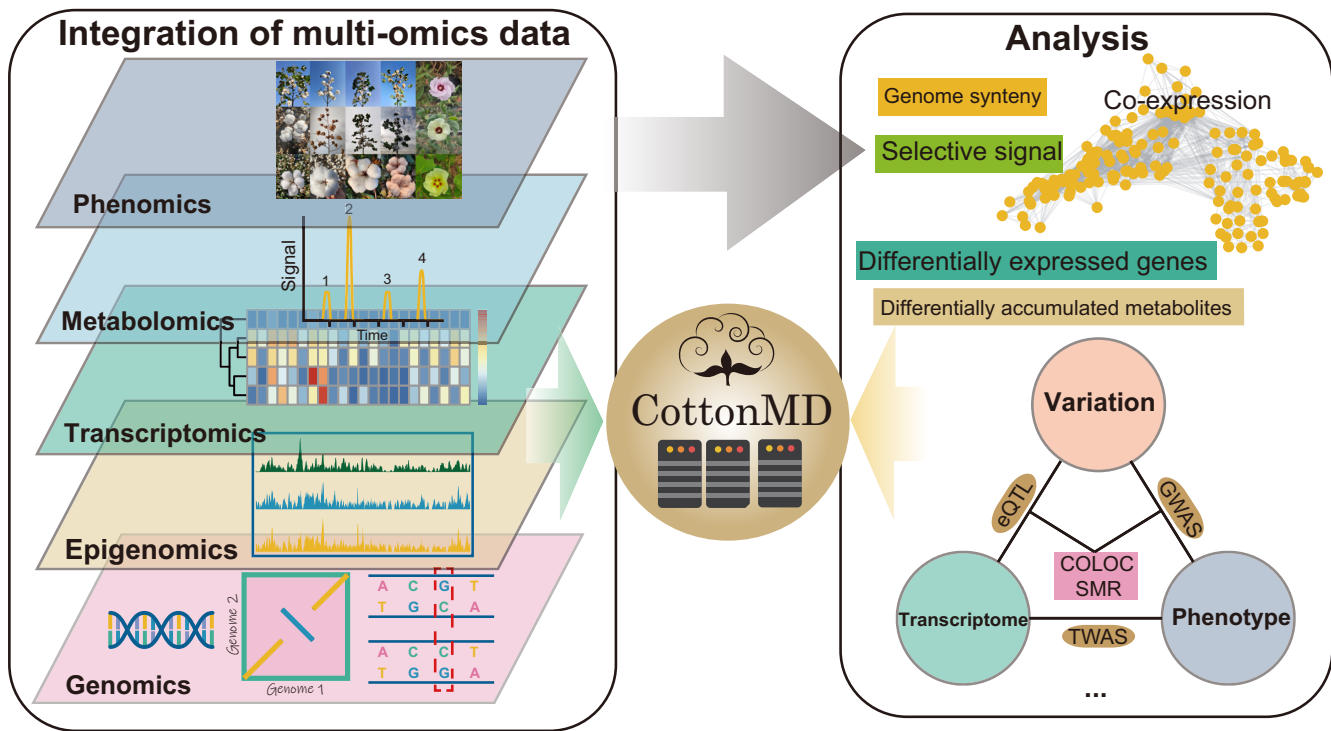 Integration of multi-omics data
Phenomics
Signal
1
2
3
4
Time
Metabolomics
Transcriptomics
Epigenomics
Genome 2
Genome 1
A C G T
T G C A
A C C T
T G G A
Genomics
CottonMD
Analysis
Genome synteny
Co-expression
Selective signal
Differentially expressed genes
Differentially accumulated metabolites
Variation
eQTL
GWAS
COLOC
SMR
Transcriptome
Phenotype
TWAS
...